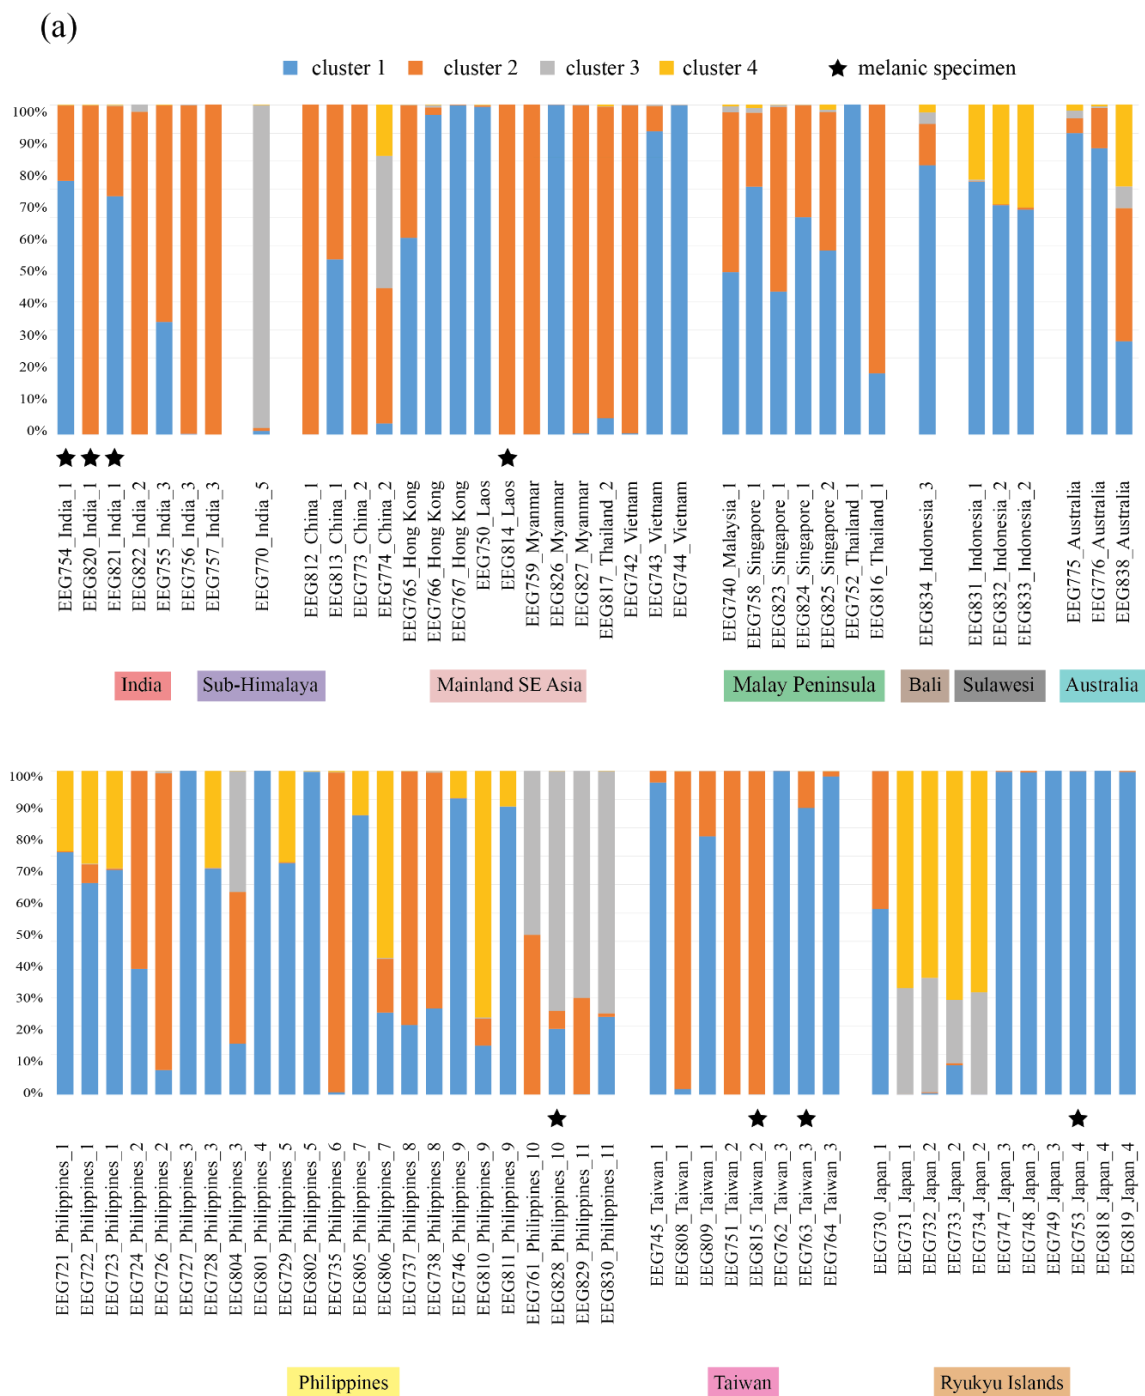 (a)
cluster 1 cluster 2 cluster 3 cluster 4 melanic specimen
100%
90%
80%
70%
60%
50%
40%
30%
20%
10%
0%
EEG754_India_1
EEG820_India_1
EEG821_India_1
EEG822_India_2
EEG755_India_3
EEG756_India_3
EEG757_India_3
EEG770_India_5
EEG812_China_1
EEG813_China_1
EEG773_China_2
EEG774_China_2
EEG765_Hong Kong
EEG766_Hong Kong
EEG767_Hong Kong
EEG750_Laos
EEG814_Laos
EEG759_Myanmar
EEG826_Myanmar
EEG827_Myanmar
EEG817_Thailand_2
EEG742_Vietnam
EEG743_Vietnam
EEG744_Vietnam
EEG740_Malaysia_1
EEG758_Singapore_1
EEG823_Singapore_1
EEG824_Singapore_1
EEG825_Singapore_2
EEG752_Thailand_1
EEG816_Thailand_1
EEG834_Indonesia_3
EEG831_Indonesia_1
EEG832_Indonesia_2
EEG833_Indonesia_2
EEG775_Australia
EEG776_Australia
EEG838_Australia
India Sub-Himalaya Mainland SE Asia Malay Peninsula Bali Sulawesi Australia
100%
90%
80%
70%
60%
50%
40%
30%
20%
10%
0%
EEG721_Philippines_1
EEG722_Philippines_1
EEG723_Philippines_1
EEG724_Philippines_2
EEG726_Philippines_2
EEG727_Philippines_3
EEG728_Philippines_3
EEG804_Philippines_3
EEG801_Philippines_4
EEG729_Philippines_5
EEG802_Philippines_5
EEG735_Philippines_6
EEG805_Philippines_7
EEG806_Philippines_7
EEG737_Philippines_8
EEG738_Philippines_8
EEG746_Philippines_9
EEG810_Philippines_9
EEG811_Philippines_9
EEG761_Philippines_10
EEG828_Philippines_10
EEG829_Philippines_11
EEG830_Philippines_11
EEG745_Taiwan_1
EEG808_Taiwan_1
EEG809_Taiwan_1
EEG751_Taiwan_2
EEG815_Taiwan_2
EEG762_Taiwan_3
EEG763_Taiwan_3
EEG764_Taiwan_3
EEG730_Japan_1
EEG731_Japan_1
EEG732_Japan_2
EEG733_Japan_2
EEG734_Japan_2
EEG747_Japan_3
EEG748_Japan_3
EEG749_Japan_3
EEG753_Japan_4
EEG818_Japan_4
EEG819_Japan_4
Philippines Taiwan Ryukyu Islands